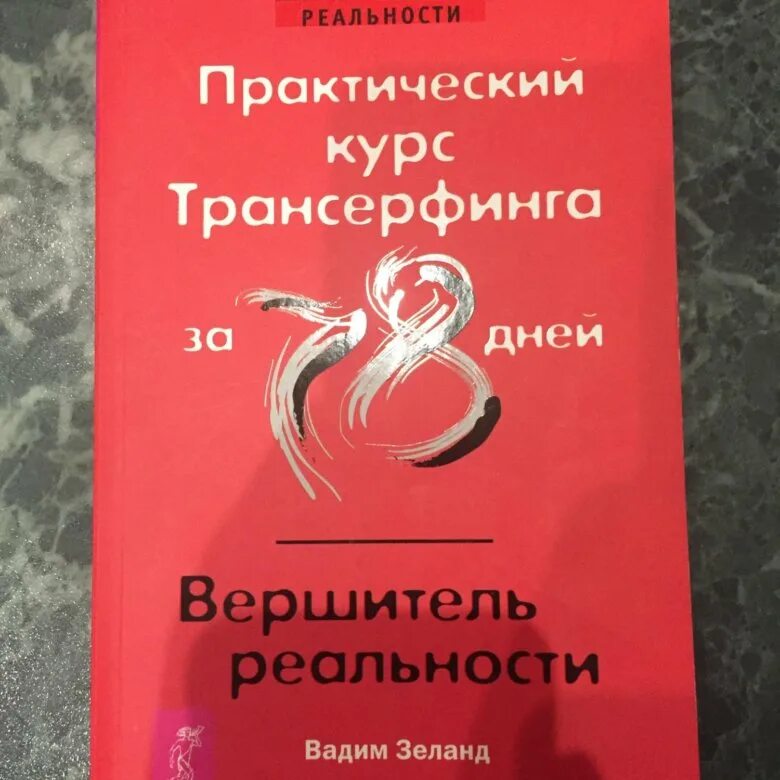 РЕАЛЬНОСТИ
Практический
курс
Трансерфинга
за 78 дней
Вершитель
реальности
Вадим Зеланд